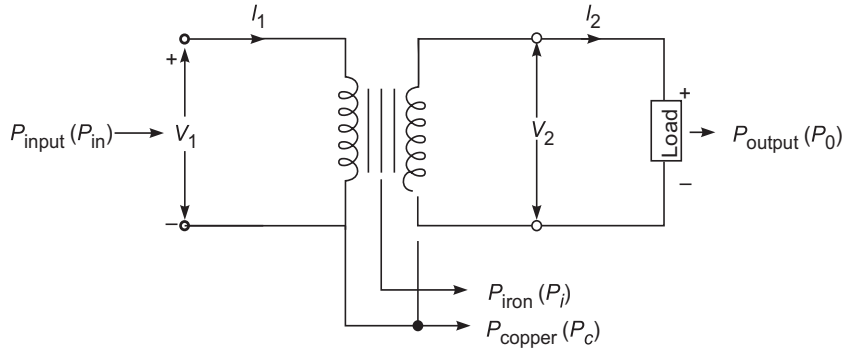 I1
I2
+
+
Pinput (Pin)
V1
V2
Load
Poutput (P0)
–
–
Piron (Pi)
Pcopper (Pc)